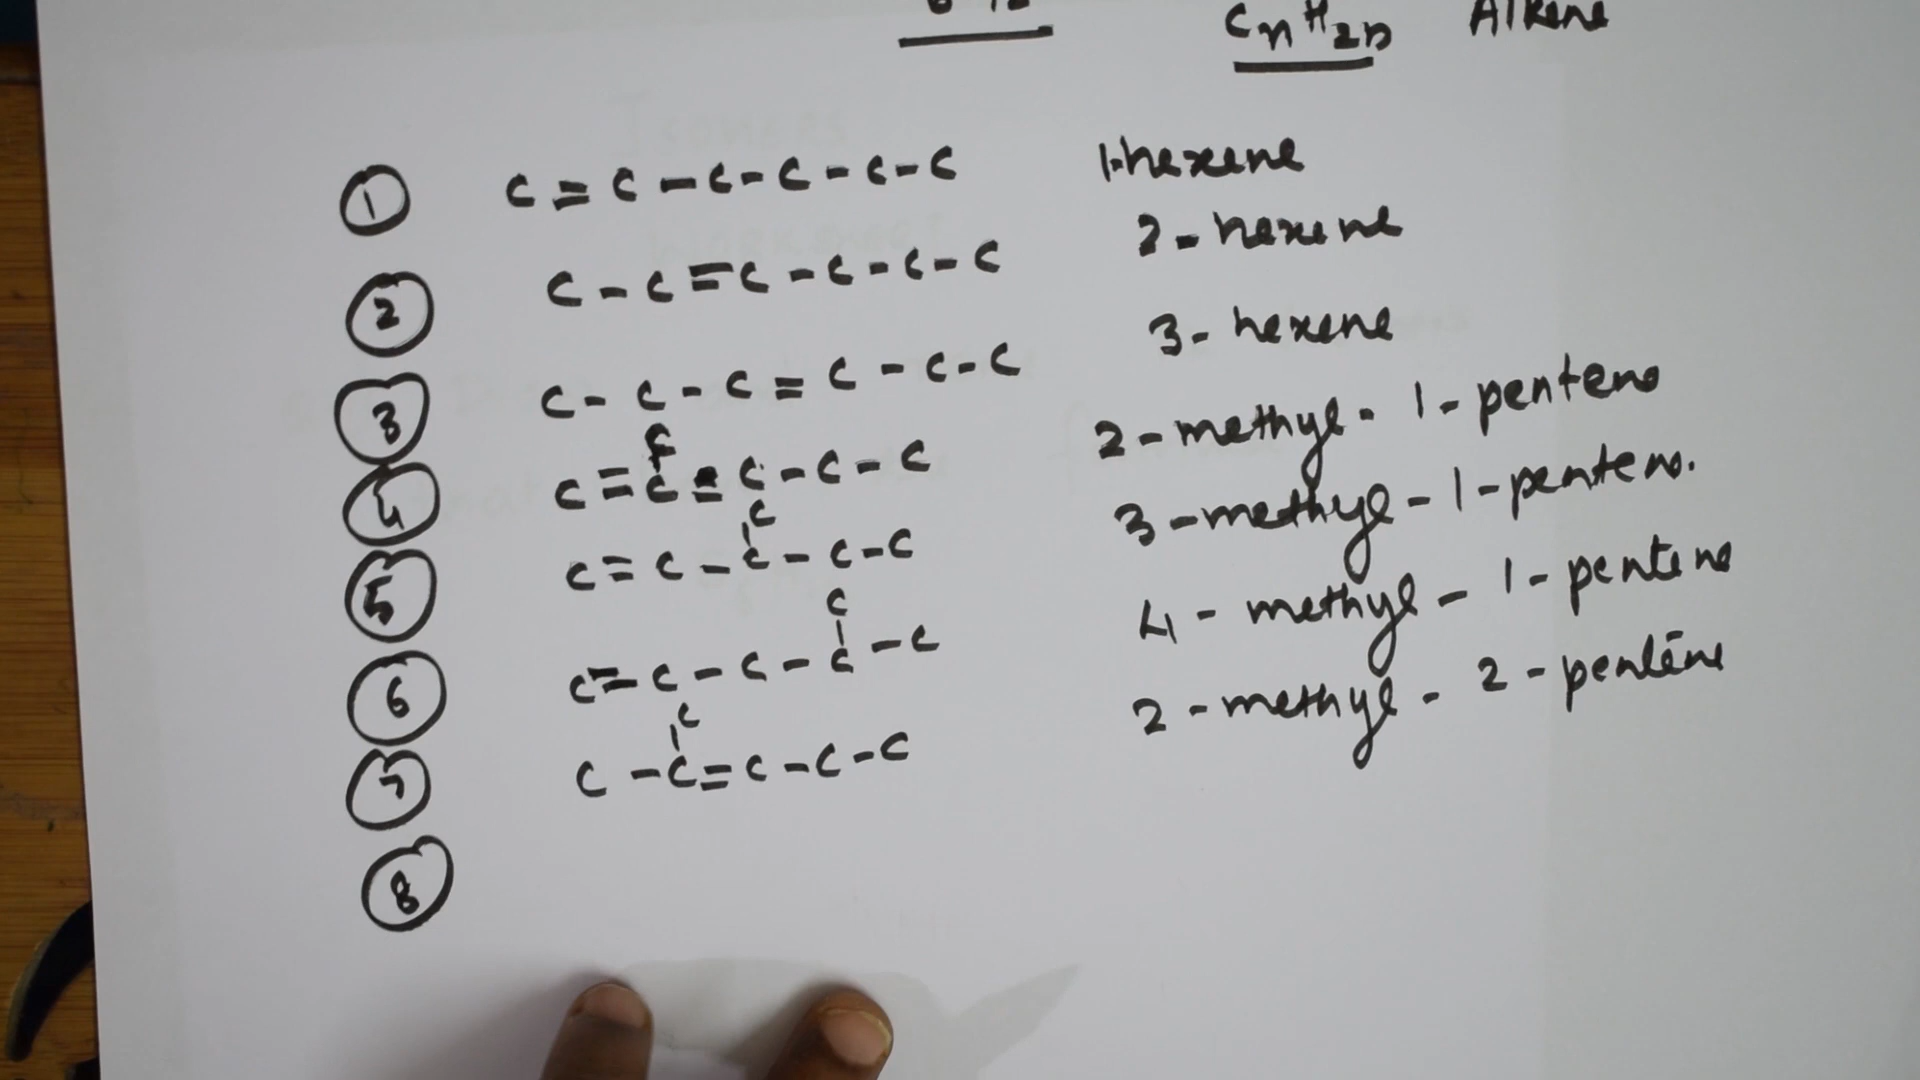 CnH2n Alkene
① C = C - C - C - C - C 1-hexene
② C - C = C - C - C - C 2-hexene
③ C - C - C = C - C - C 3-hexene
C
④ C = C - C - C - C 2-methyl-1-pentene
C
⑤ C = C - C - C - C 3-methyl-1-pentene.
C
⑥ C = C - C - C - C 4-methyl-1-pentene
C
⑦ C - C = C - C - C 2-methyl-2-pentene
⑧